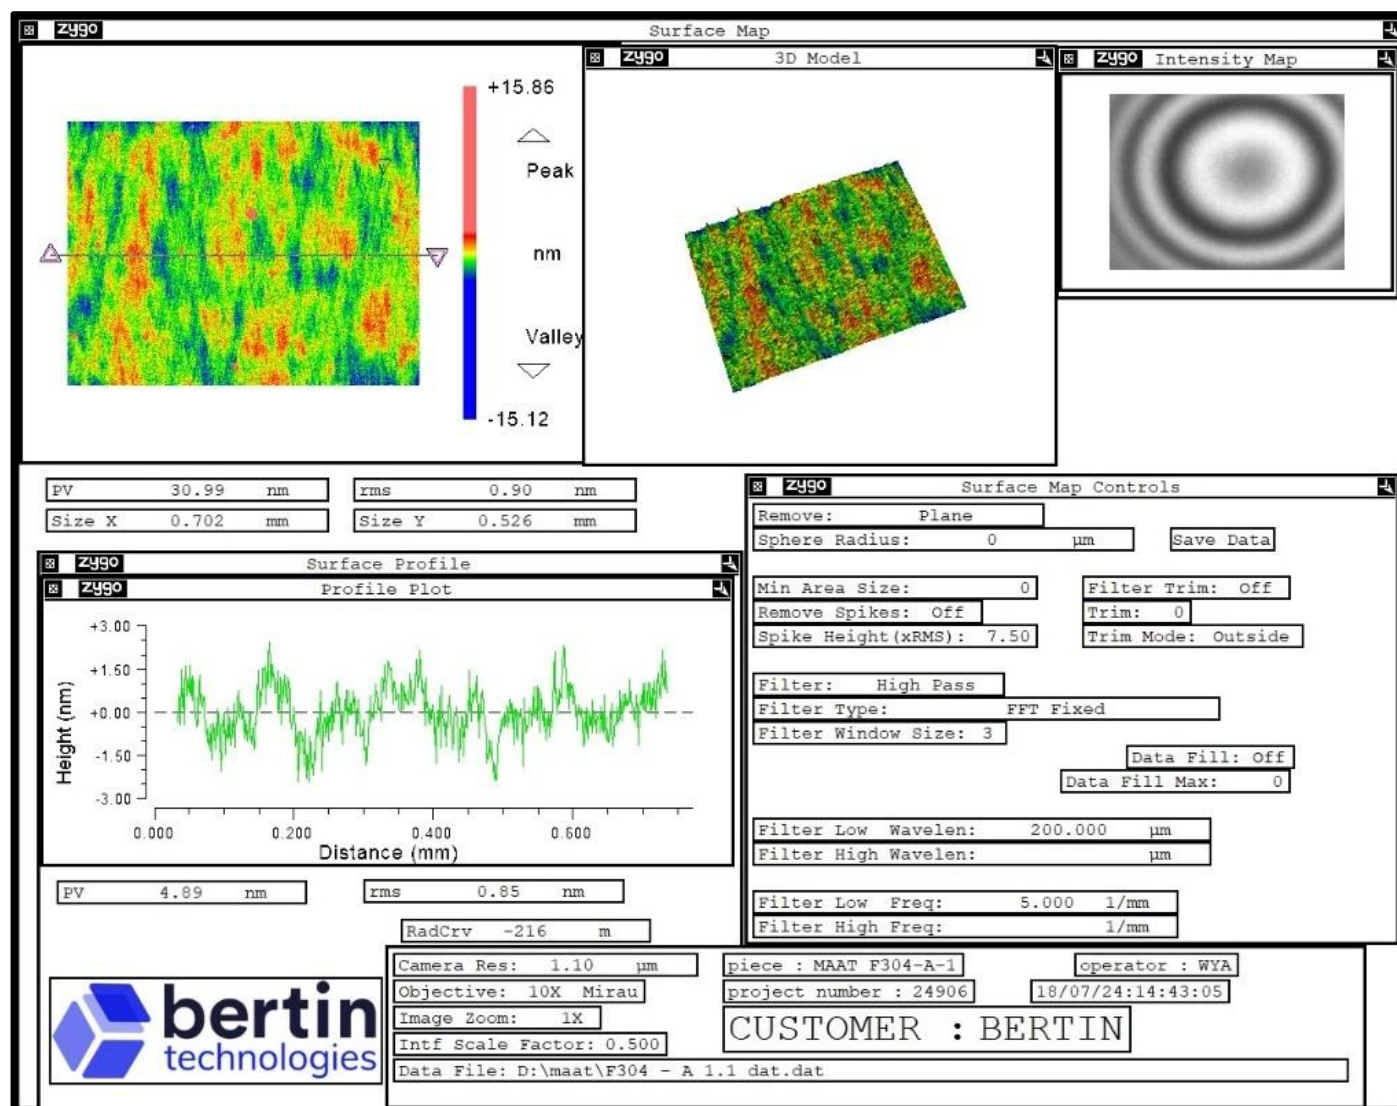 zygo Surface Map
+15.86
Peak
nm
Valley
-15.12
zygo 3D Model
zygo Intensity Map
PV 30.99 nm
rms 0.90 nm
Size X 0.702 mm
Size Y 0.526 mm
zygo Surface Profile
zygo Profile Plot
+3.00
+1.50
+0.00
-1.50
-3.00
Height (nm)
0.000 0.200 0.400 0.600
Distance (mm)
PV 4.89 nm
rms 0.85 nm
RadCrv -216 m
zygo Surface Map Controls
Remove: Plane
Sphere Radius: 0 µm
Save Data
Min Area Size: 0
Filter Trim: Off
Remove Spikes: Off
Trim: 0
Spike Height(xRMS): 7.50
Trim Mode: Outside
Filter: High Pass
Filter Type: FFT Fixed
Filter Window Size: 3
Data Fill: Off
Data Fill Max: 0
Filter Low Wavelen: 200.000 µm
Filter High Wavelen: µm
Filter Low Freq: 5.000 1/mm
Filter High Freq: 1/mm
bertin
technologies
Camera Res: 1.10 µm
Objective: 10X Mirau
Image Zoom: 1X
Intf Scale Factor: 0.500
piece : MAAT F304-A-1
operator : WYA
project number : 24906
18/07/24:14:43:05
CUSTOMER : BERTIN
Data File: D:\maat\F304 - A 1.1 dat.dat